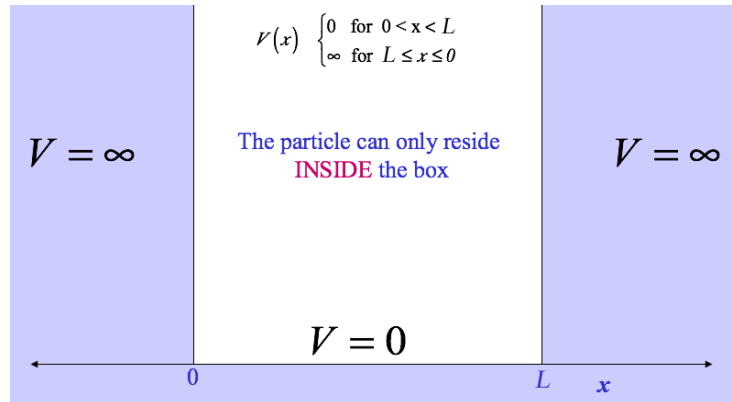 V(x) {0 for 0<x<L
∞ for L≤x≤0
V = ∞
The particle can only reside
INSIDE the box
V = ∞
V = 0
0
L
x